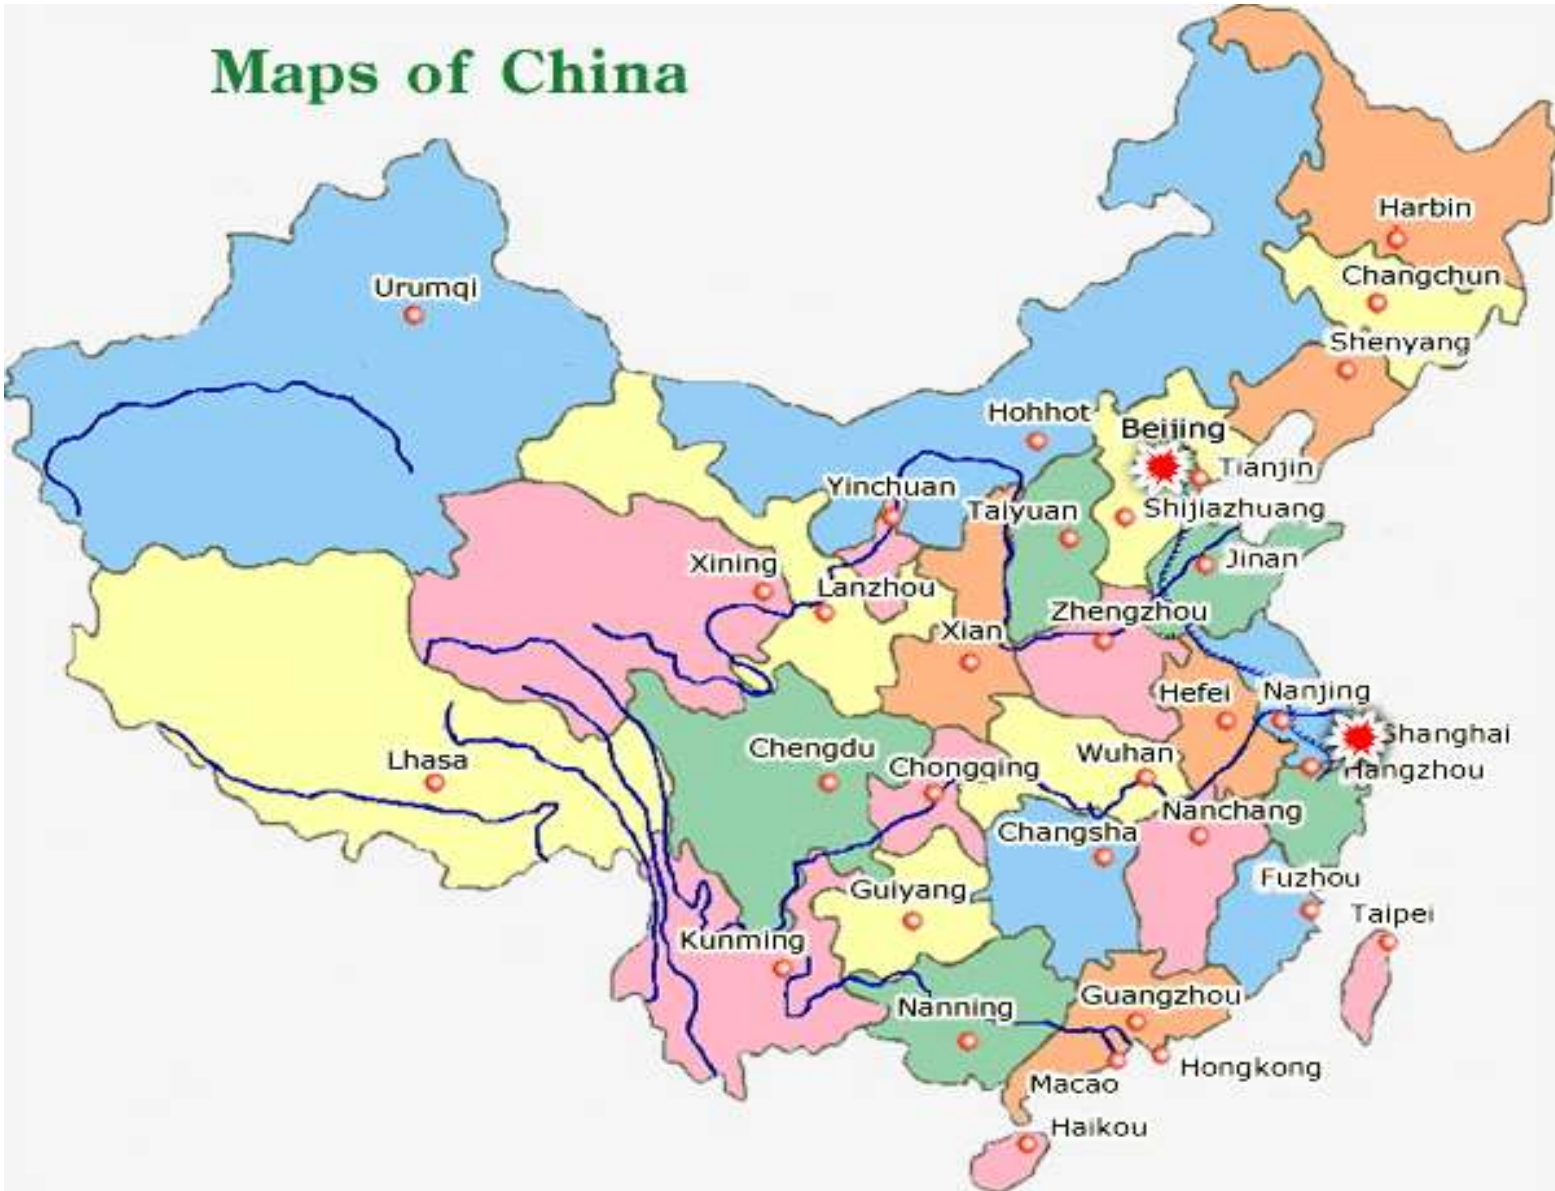 Maps of China
Harbin
Changchun
Urumqi
Shenyang
Hohhot
Beijing
Tianjin
Yinchuan
Taiyuan
Shijiazhuang
Xining
Jinan
Lanzhou
Zhengzhou
Xian
Hefei
Nanjing
Shanghai
Lhasa
Chengdu
Wuhan
Chongqing
Hangzhou
Nanchang
Changsha
Fuzhou
Guiyang
Taipei
Kunming
Guangzhou
Nanning
Hongkong
Macao
Haikou